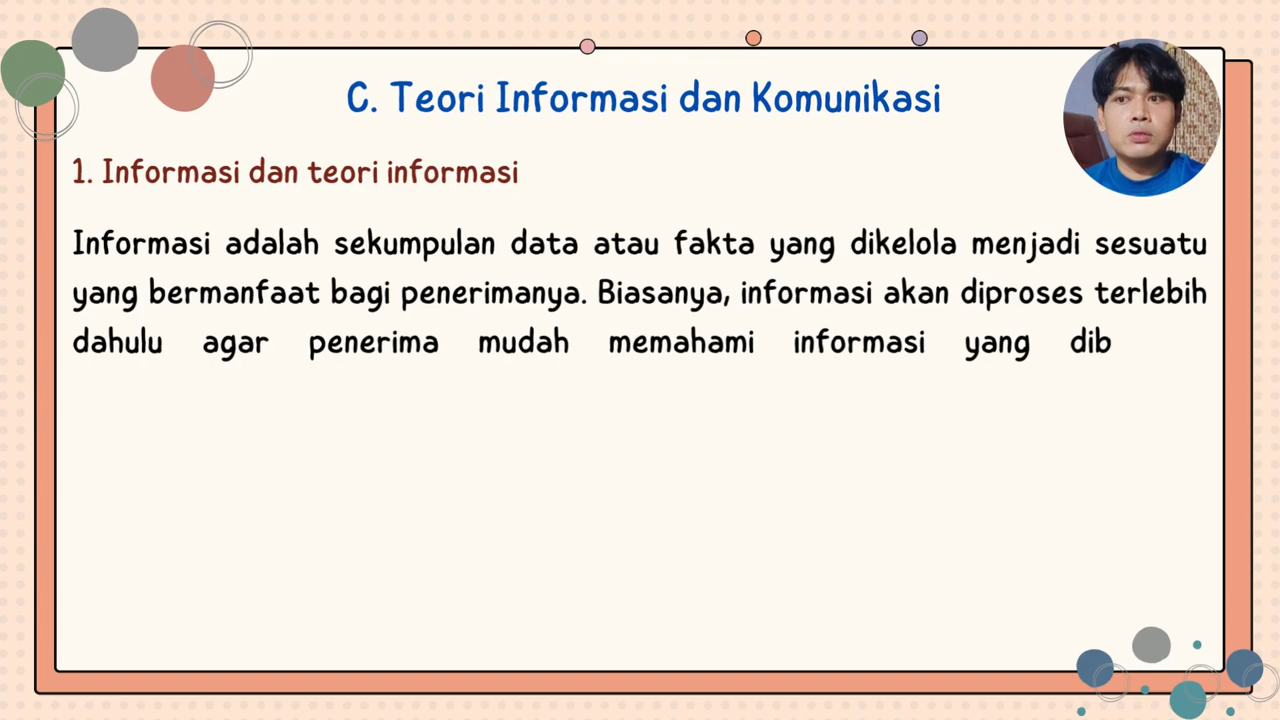 C. Teori Informasi dan Komunikasi
1. Informasi dan teori informasi
Informasi adalah sekumpulan data atau fakta yang dikelola menjadi sesuatu
yang bermanfaat bagi penerimanya. Biasanya, informasi akan diproses terlebih
dahulu agar penerima mudah memahami informasi yang dib